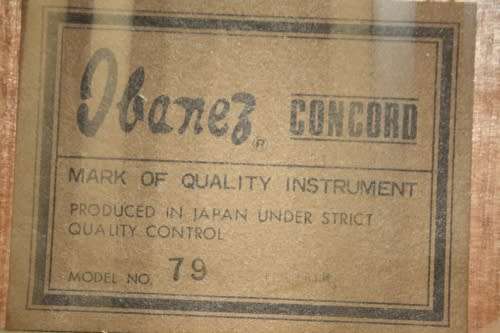 Ibanez ® CONCORD
MARK OF QUALITY INSTRUMENT
PRODUCED IN JAPAN UNDER STRICT
QUALITY CONTROL
MODEL NO. 79